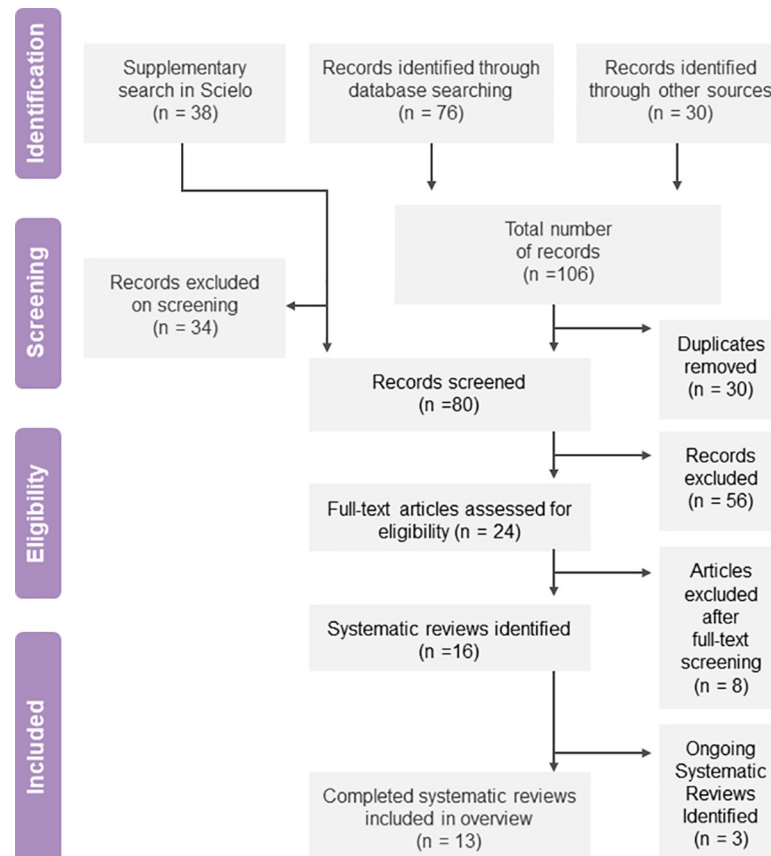 Identification
Supplementary
search in Scielo
(n = 38)
Records identified through
database searching
(n = 76)
Records identified
through other sources
(n = 30)
Screening
Total number
of records
(n =106)
Records excluded
on screening
(n = 34)
Duplicates
removed
(n = 30)
Records screened
(n =80)
Eligibility
Records
excluded
(n = 56)
Full-text articles assessed for
eligibility (n = 24)
Articles
excluded
after
full-text
screening
(n = 8)
Systematic reviews identified
(n =16)
Included
Ongoing
Systematic
Reviews
Identified
(n = 3)
Completed systematic reviews
included in overview
(n = 13)